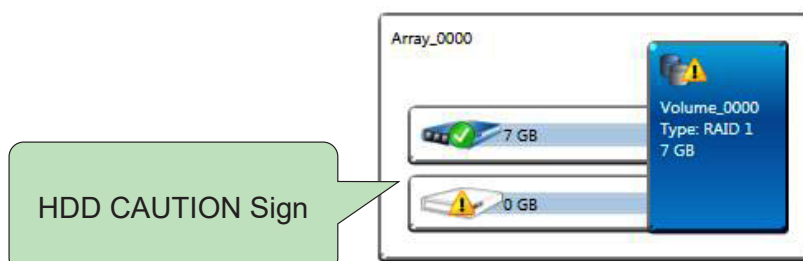 Array_0000
Volume_0000
Type: RAID 1
7 GB
7 GB
0 GB
HDD CAUTION Sign